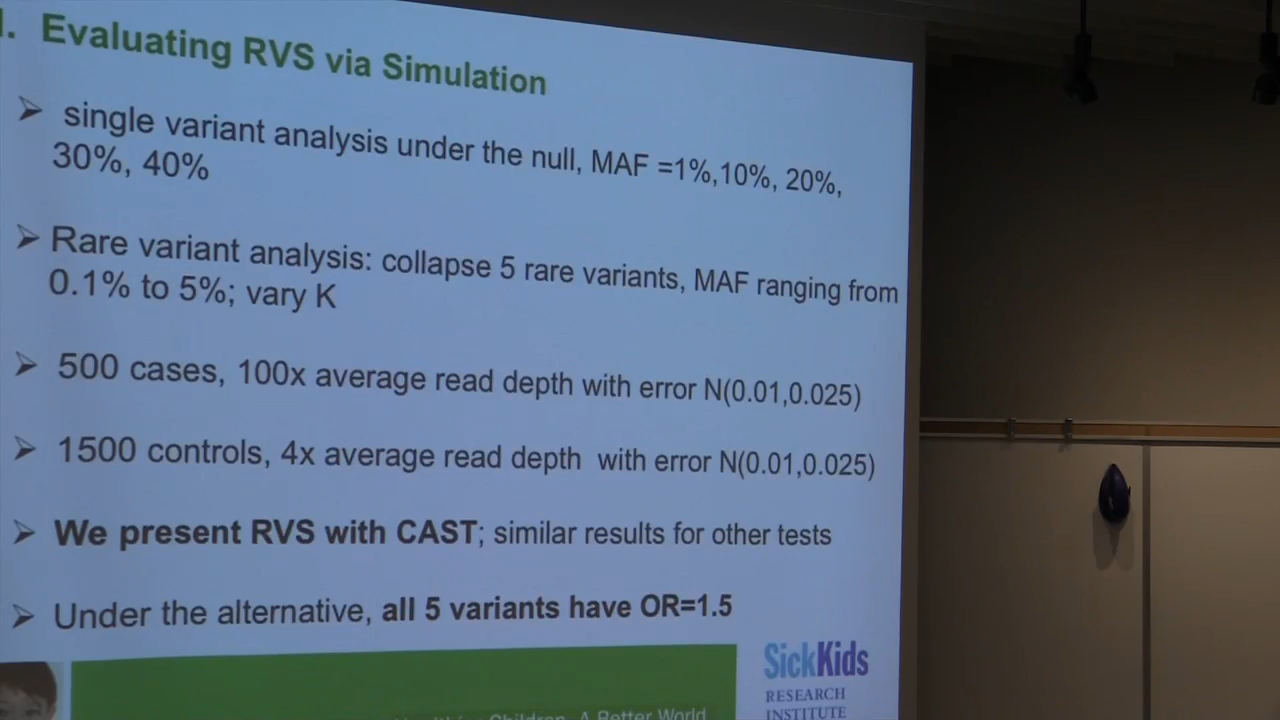 I. Evaluating RVS via Simulation
➢ single variant analysis under the null, MAF =1%,10%, 20%,
30%, 40%
➢ Rare variant analysis: collapse 5 rare variants, MAF ranging from
0.1% to 5%; vary K
➢ 500 cases, 100x average read depth with error N(0.01,0.025)
➢ 1500 controls, 4x average read depth with error N(0.01,0.025)
➢ We present RVS with CAST; similar results for other tests
➢ Under the alternative, all 5 variants have OR=1.5
SickKids
RESEARCH
INSTITUTE
Children. A Better World